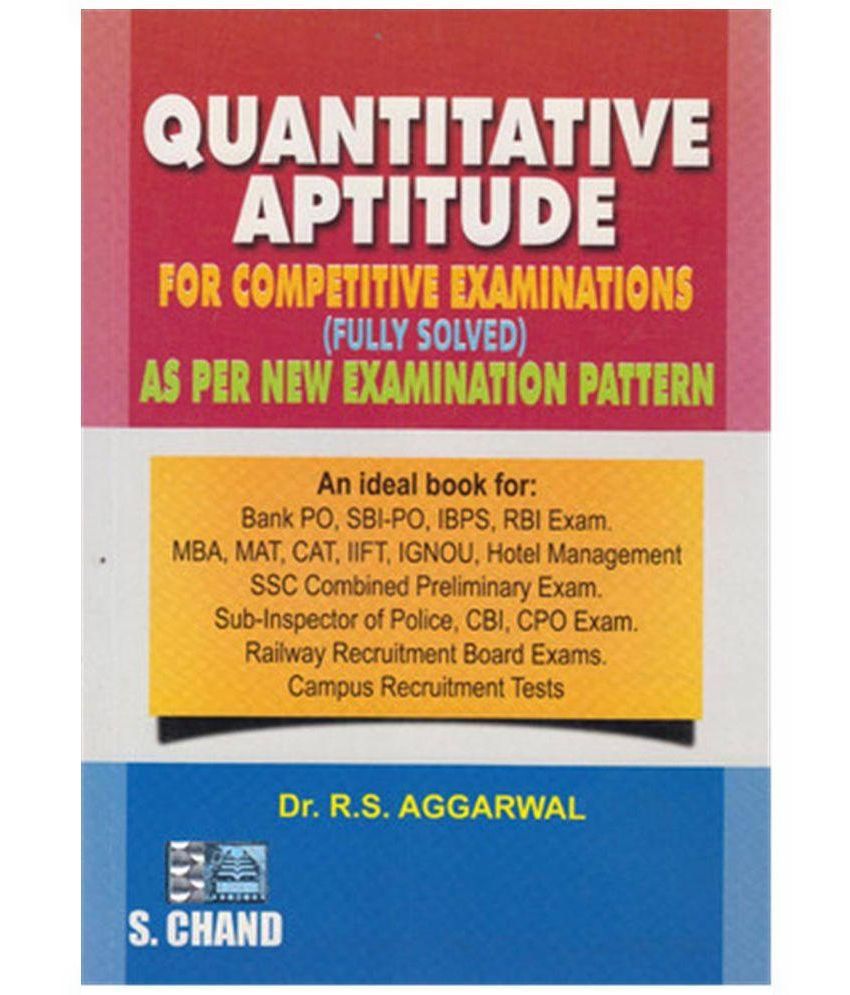 QUANTITATIVE
APTITUDE
FOR COMPETITIVE EXAMINATIONS
(FULLY SOLVED)
AS PER NEW EXAMINATION PATTERN
An ideal book for:
Bank PO, SBI-PO, IBPS, RBI Exam.
MBA, MAT, CAT, IIFT, IGNOU, Hotel Management
SSC Combined Preliminary Exam.
Sub-Inspector of Police, CBI, CPO Exam.
Railway Recruitment Board Exams.
Campus Recruitment Tests
Dr. R.S. AGGARWAL
S. CHAND